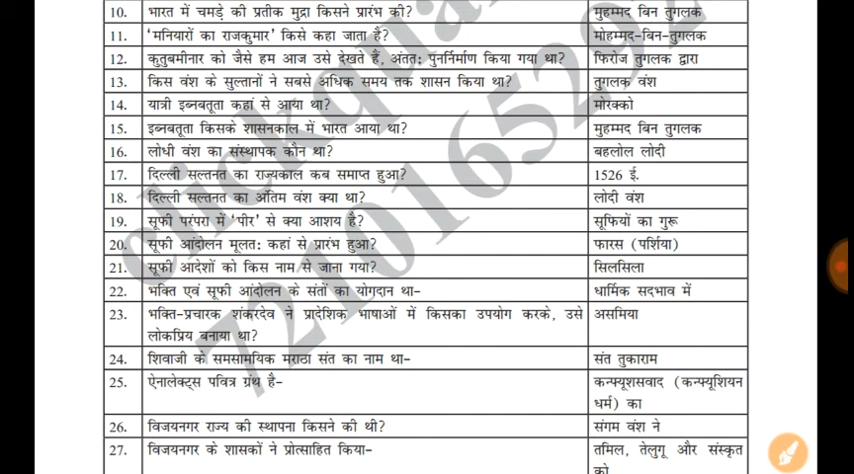 10. भारत में चमड़े की प्रतीक मुद्रा किसने प्रारंभ की? मुहम्मद बिन तुगलक
11. 'मनियारों का राजकुमार' किसे कहा जाता है? मोहम्मद-बिन-तुगलक
12. कुतुबमीनार को जैसे हम आज उसे देखते हैं, अंतत: पुनर्निर्माण किया गया था? फिरोज तुगलक द्वारा
13. किस वंश के सुल्तानों ने सबसे अधिक समय तक शासन किया था? तुगलक वंश
14. यात्री इब्नबतूता कहां से आया था? मोरक्को
15. इब्नबतूता किसके शासनकाल में भारत आया था? मुहम्मद बिन तुगलक
16. लोधी वंश का संस्थापक कौन था? बहलोल लोदी
17. दिल्ली सल्तनत का राज्यकाल कब समाप्त हुआ? 1526 ई.
18. दिल्ली सल्तनत का अंतिम वंश क्या था? लोदी वंश
19. सूफी परंपरा में 'पीर' से क्या आशय है? सूफियों का गुरू
20. सूफी आंदोलन मूलत: कहां से प्रारंभ हुआ? फारस (पर्शिया)
21. सूफी आदेशों को किस नाम से जाना गया? सिलसिला
22. भक्ति एवं सूफी आंदोलन के संतों का योगदान था- धार्मिक सदभाव में
23. भक्ति-प्रचारक शंकरदेव ने प्रादेशिक भाषाओं में किसका उपयोग करके, उसे असमिया
लोकप्रिय बनाया था?
24. शिवाजी के समसामयिक मराठा संत का नाम था- संत तुकाराम
25. ऐनालेक्ट्स पवित्र ग्रंथ है- कन्फ्यूशसवाद (कन्फ्यूशियन
धर्म) का
26. विजयनगर राज्य की स्थापना किसने की थी? संगम वंश ने
27. विजयनगर के शासकों ने प्रोत्साहित किया- तमिल, तेलुगू और संस्कृत
को